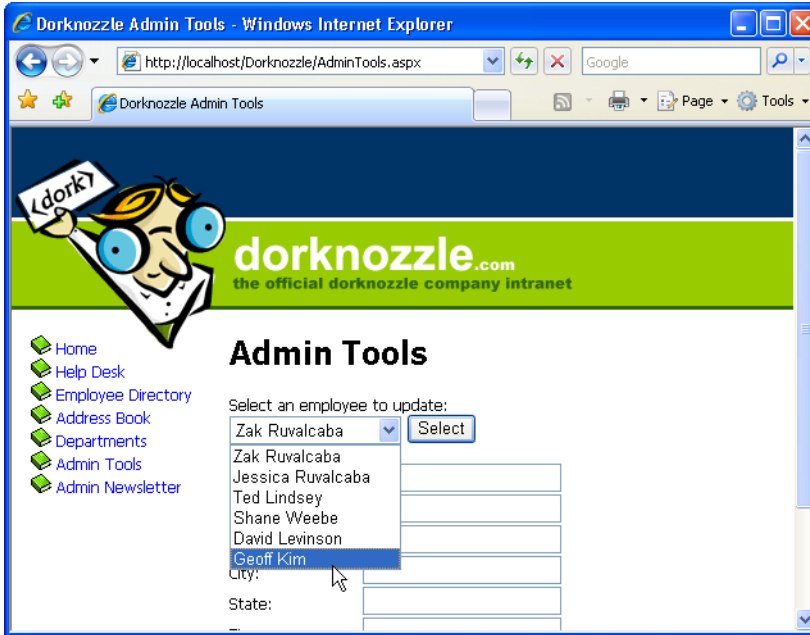 Dorknozzle Admin Tools - Windows Internet Explorer
http://localhost/Dorknozzle/AdminTools.aspx
Google
Dorknozzle Admin Tools
Page
Tools
<dork>
dorknozzle.com
the official dorknozzle company intranet
Home
Help Desk
Employee Directory
Address Book
Departments
Admin Tools
Admin Newsletter
Admin Tools
Select an employee to update:
Zak Ruvalcaba
Select
Zak Ruvalcaba
Jessica Ruvalcaba
Ted Lindsey
Shane Weebe
David Levinson
Geoff Kim
City:
State: